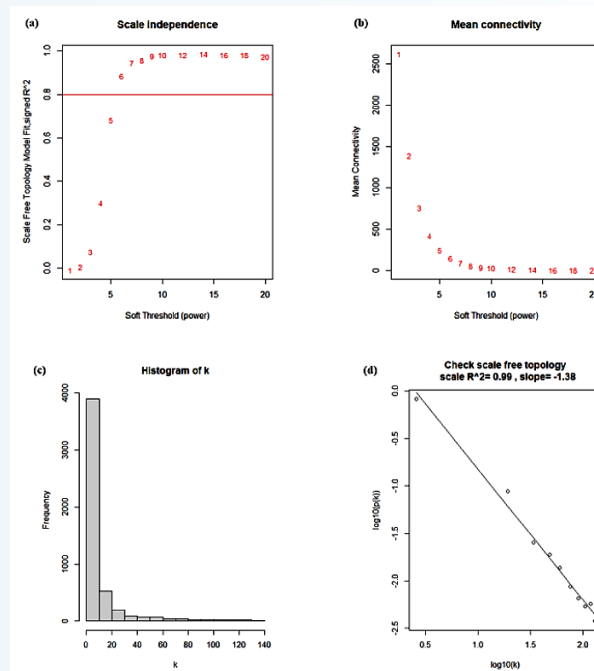 (a)
Scale independence
Scale Free Topology Model Fit,signed R^2
1.0
0.8
0.6
0.4
0.2
0.0
1 2 3 4 5 6 7 8 9 10 12 14 16 18 20
5 10 15 20
Soft Threshold (power)
(b)
Mean connectivity
Mean Connectivity
2500
2000
1500
1000
500
0
1 2 3 4 5 6 7 8 9 10 12 14 16 18 2
5 10 15 20
Soft Threshold (power)
(c)
Histogram of k
Frequency
4000
3000
2000
1000
0
0 20 40 60 80 100 120 140
k
(d)
Check scale free topology
scale R^2= 0.99 , slope= -1.38
log10(p(k))
0.0
-0.5
-1.0
-1.5
-2.0
-2.5
0.5 1.0 1.5 2.0
log10(k)